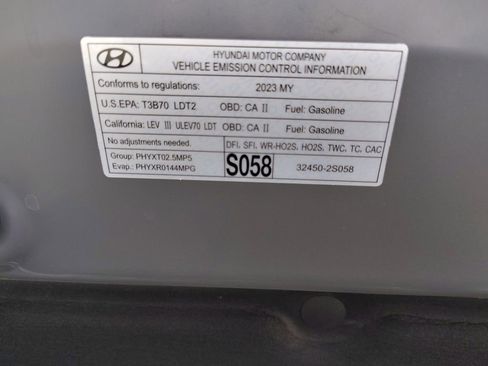 HYUNDAI MOTOR COMPANY
VEHICLE EMISSION CONTROL INFORMATION
Conforms to regulations: 2023 MY
U.S.EPA: T3B70 LDT2 OBD: CA II Fuel: Gasoline
California: LEV III ULEV70 LDT OBD: CA II Fuel: Gasoline
No adjustments needed. DFI, SFI, WR-HO2S, HO2S, TWC, TC, CAC
Group: PHYXT02.5MP5
Evap.: PHYXR0144MPG
S058 32450-2S058